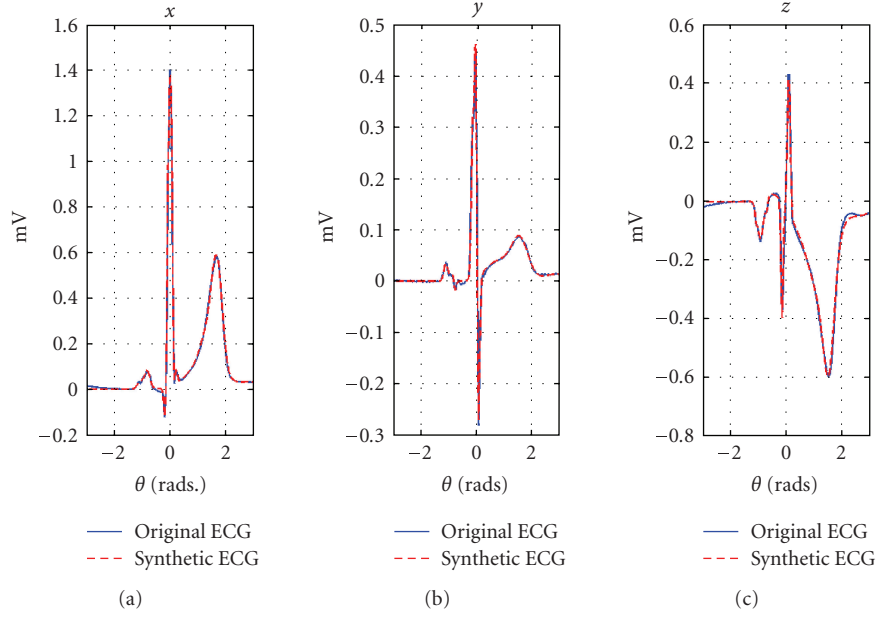 x
1.6
1.4
1.2
1
0.8
0.6
0.4
0.2
0
−0.2
mV
−2 0 2
θ (rads.)
Original ECG
Synthetic ECG
(a)
y
0.5
0.4
0.3
0.2
0.1
0
−0.1
−0.2
0.3
mV
−2 0 2
θ (rads)
Original ECG
Synthetic ECG
(b)
z
0.6
0.4
0.2
0
−0.2
−0.4
−0.6
−0.8
mV
−2 0 2
θ (rads)
Original ECG
Synthetic ECG
(c)